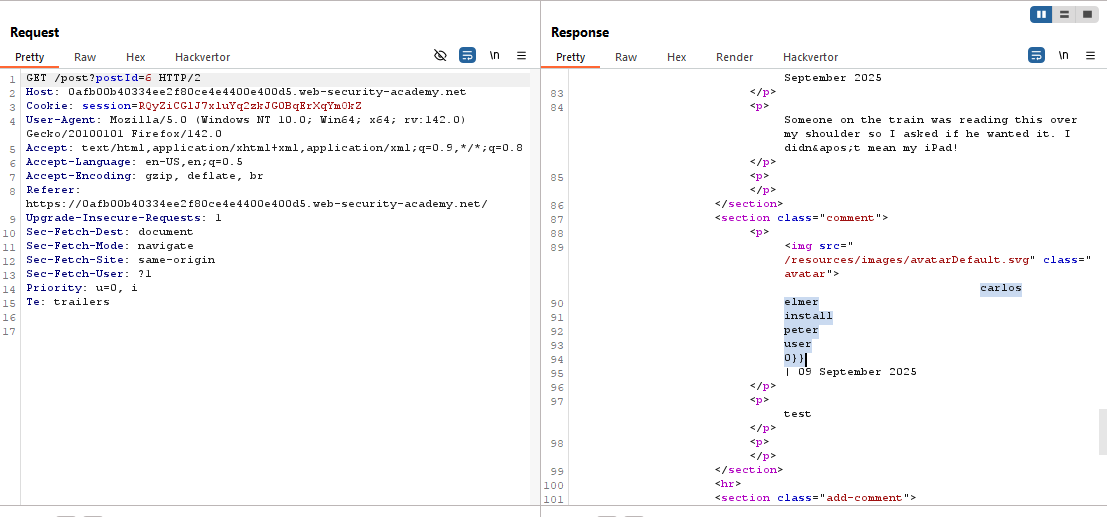 Request
Pretty Raw Hex Hackvertor \n
1 GET /post?postId=6 HTTP/2
2 Host: 0afb00b40334ee2f80ce4e4400e400d5.web-security-academy.net
3 Cookie: session=RQyZiCGlJ7xluYq2zkJG0BqErXqYm0kZ
4 User-Agent: Mozilla/5.0 (Windows NT 10.0; Win64; x64; rv:142.0)
Gecko/20100101 Firefox/142.0
5 Accept: text/html,application/xhtml+xml,application/xml;q=0.9,*/*;q=0.8
6 Accept-Language: en-US,en;q=0.5
7 Accept-Encoding: gzip, deflate, br
8 Referer:
https://0afb00b40334ee2f80ce4e4400e400d5.web-security-academy.net/
9 Upgrade-Insecure-Requests: 1
10 Sec-Fetch-Dest: document
11 Sec-Fetch-Mode: navigate
12 Sec-Fetch-Site: same-origin
13 Sec-Fetch-User: ?1
14 Priority: u=0, i
15 Te: trailers
16
17
Response
Pretty Raw Hex Render Hackvertor \n
September 2025
83 </p>
84 <p>
Someone on the train was reading this over
my shoulder so I asked if he wanted it. I
didn&apos;t mean my iPad!
</p>
85 <p>
</p>
86 </section>
87 <section class="comment">
88 <p>
89 <img src="
/resources/images/avatarDefault.svg" class="
avatar">
carlos
90 elmer
91 install
92 peter
93 user
94 0}}
95 | 09 September 2025
96 </p>
97 <p>
test
</p>
98 <p>
</p>
99 </section>
100 <hr>
101 <section class="add-comment">